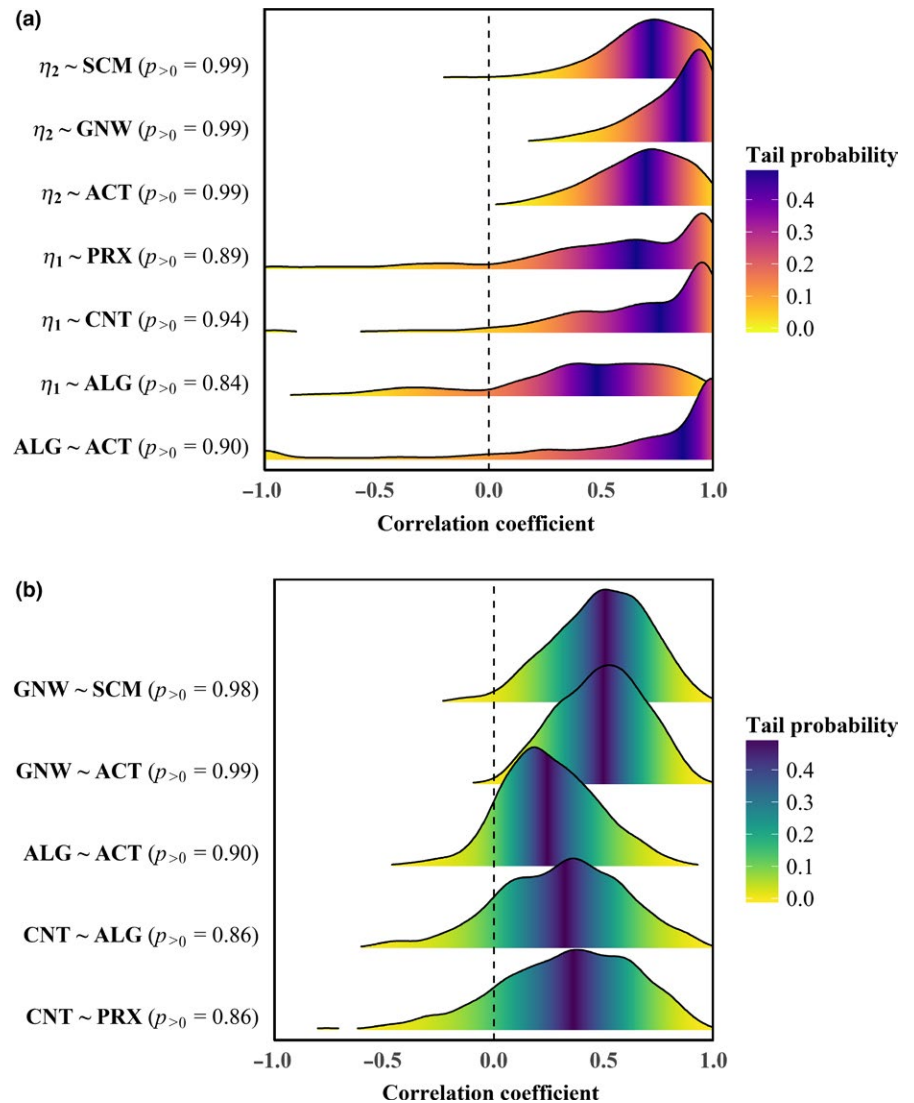 (a)
η2 ~ SCM (p>0 = 0.99)
η2 ~ GNW (p>0 = 0.99)
η2 ~ ACT (p>0 = 0.99)
η1 ~ PRX (p>0 = 0.89)
η1 ~ CNT (p>0 = 0.94)
η1 ~ ALG (p>0 = 0.84)
ALG ~ ACT (p>0 = 0.90)
−1.0 −0.5 0.0 0.5 1.0
Correlation coefficient
Tail probability
0.4
0.3
0.2
0.1
0.0
(b)
GNW ~ SCM (p>0 = 0.98)
GNW ~ ACT (p>0 = 0.99)
ALG ~ ACT (p>0 = 0.90)
CNT ~ ALG (p>0 = 0.86)
CNT ~ PRX (p>0 = 0.86)
−1.0 −0.5 0.0 0.5 1.0
Correlation coefficient
Tail probability
0.4
0.3
0.2
0.1
0.0